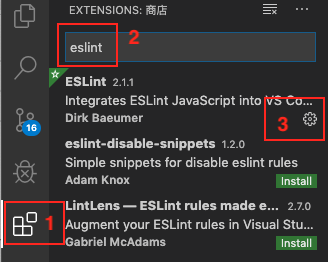 EXTENSIONS: 商店
eslint
2
ESLint 2.1.1
Integrates ESLint JavaScript into VS Co...
Dirk Baeumer
3
16
eslint-disable-snippets 1.2.0
Simple snippets for disable eslint rules
Adam Knox Install
1
LintLens — ESLint rules made e... 2.7.0
Augment your ESLint rules in Visual Stu...
Gabriel McAdams Install